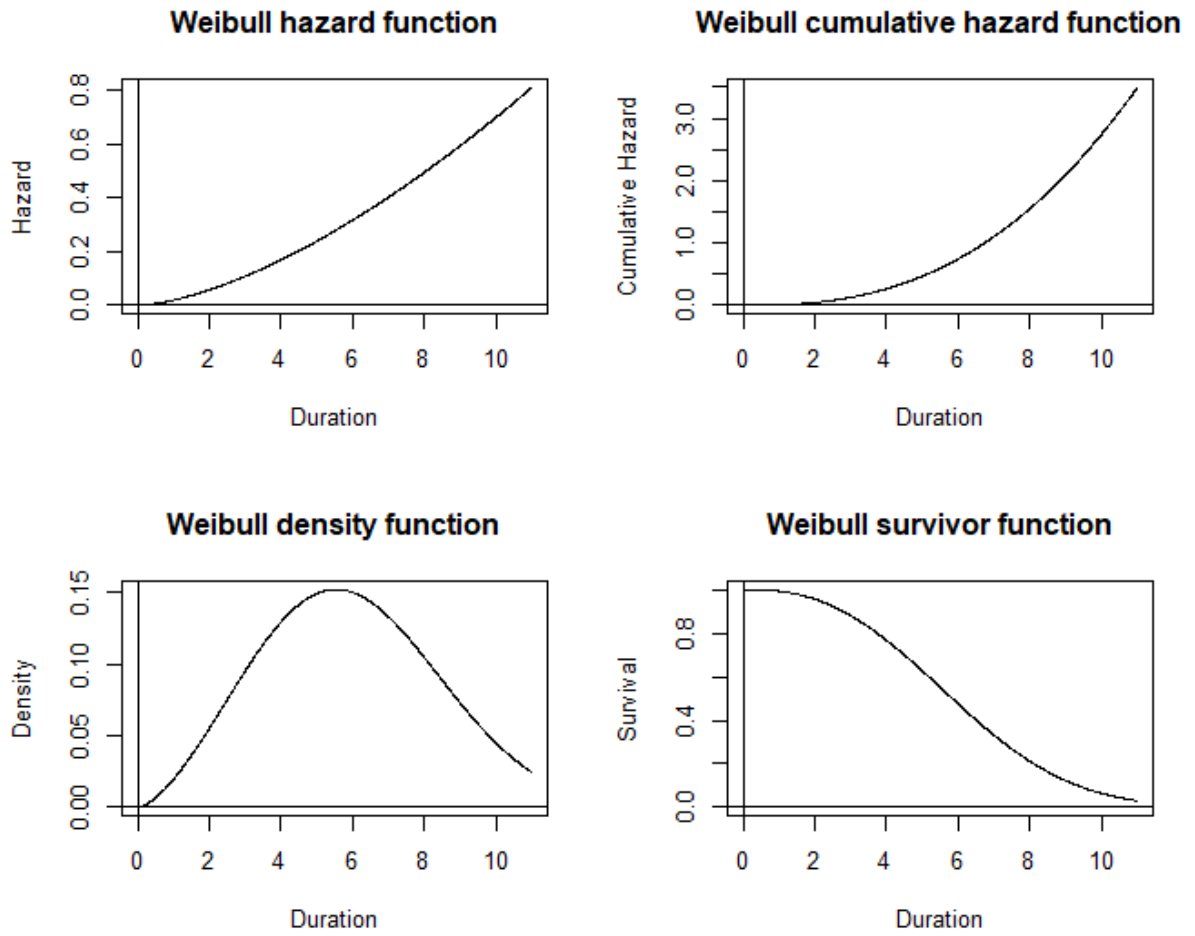 Weibull hazard function
Hazard
0.0 0.2 0.4 0.6 0.8
0 2 4 6 8 10
Duration
Weibull cumulative hazard function
Cumulative Hazard
0.0 1.0 2.0 3.0
0 2 4 6 8 10
Duration
Weibull density function
Density
0.00 0.05 0.10 0.15
0 2 4 6 8 10
Duration
Weibull survivor function
Survival
0.0 0.4 0.8
0 2 4 6 8 10
Duration